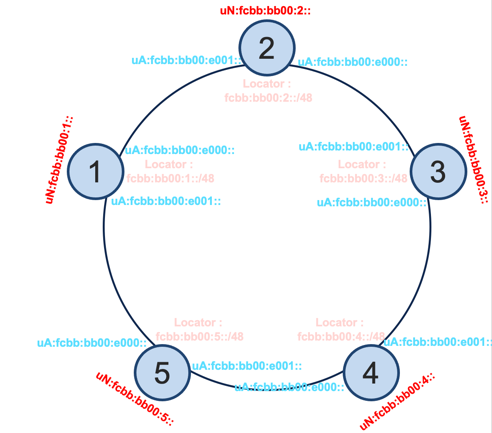 uN:fcbb:bb00:2::
2
uA:fcbb:bb00:e001::
uA:fcbb:bb00:e000::
Locator :
fcbb:bb00:2::/48
uN:fcbb:bb00:1::
1
uA:fcbb:bb00:e000::
Locator :
fcbb:bb00:1::/48
uA:fcbb:bb00:e001::
uA:fcbb:bb00:e001::
Locator :
fcbb:bb00:3::/48
3
uN:fcbb:bb00:3::
uA:fcbb:bb00:e000::
Locator :
fcbb:bb00:5::/48
uA:fcbb:bb00:e000::
5
uA:fcbb:bb00:e001::
uN:fcbb:bb00:5::
Locator :
fcbb:bb00:4::/48
uA:fcbb:bb00:e001::
4
uA:fcbb:bb00:e000::
uN:fcbb:bb00:4::